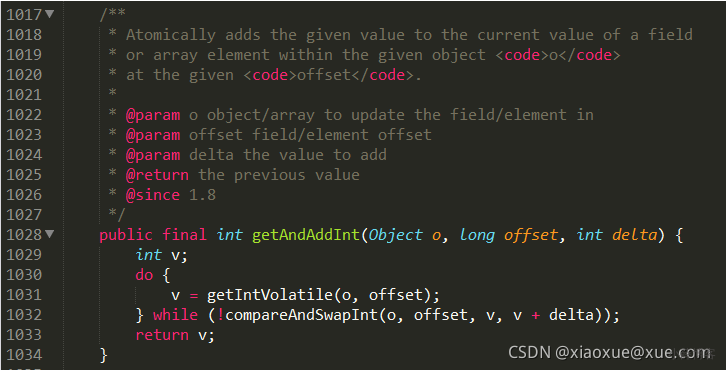 1017 /**
1018 * Atomically adds the given value to the current value of a field
1019 * or array element within the given object <code>o</code>
1020 * at the given <code>offset</code>.
1021 *
1022 * @param o object/array to update the field/element in
1023 * @param offset field/element offset
1024 * @param delta the value to add
1025 * @return the previous value
1026 * @since 1.8
1027 */
1028 public final int getAndAddInt(Object o, long offset, int delta) {
1029 int v;
1030 do {
1031 v = getIntVolatile(o, offset);
1032 } while (!compareAndSwapInt(o, offset, v, v + delta));
1033 return v;
1034 }
CSDN @xiaoxue@xue.com